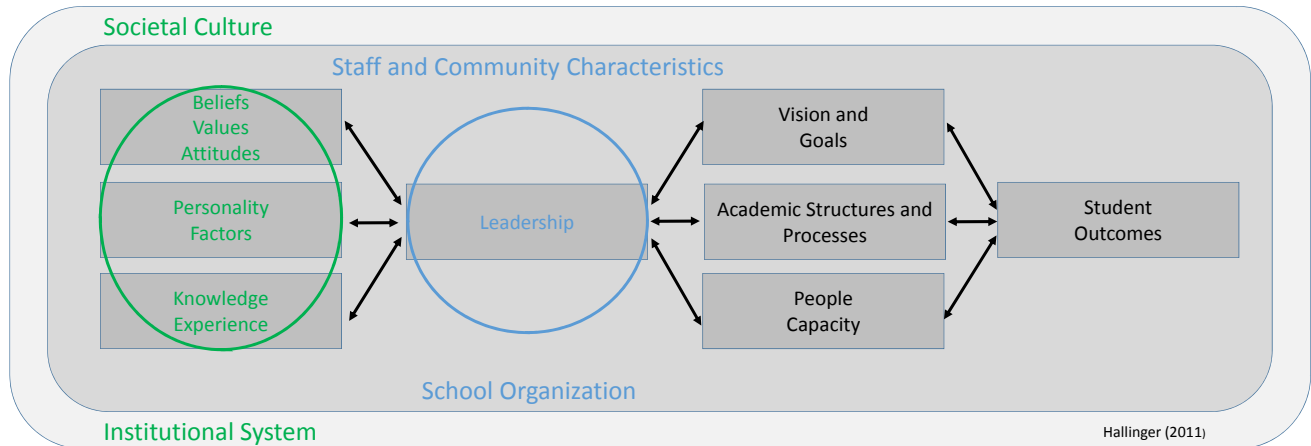 Societal Culture
Staff and Community Characteristics
Beliefs
Values
Attitudes
Personality
Factors
Knowledge
Experience
Leadership
Vision and
Goals
Academic Structures and
Processes
People
Capacity
Student
Outcomes
School Organization
Institutional System
Hallinger (2011)